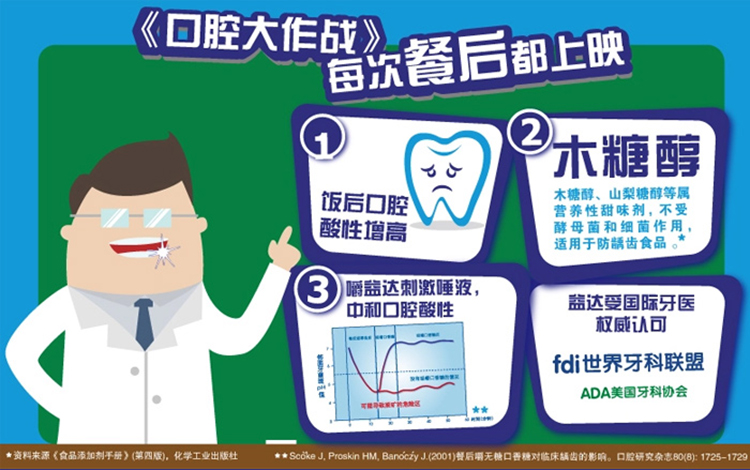 《口腔大作战》
每次餐后都上映
1
饭后口腔
酸性增高
2
木糖醇
木糖醇、山梨糖醇等属
营养性甜味剂，不受
酵母菌和细菌作用，
适用于防龋齿食品。★
3
嚼益达刺激唾液，
中和口腔酸性
可能导致脱矿的危险区
★★
益达受国际牙医
权威认可
fdi世界牙科联盟
ADA美国牙科协会
★资料来源《食品添加剂手册》(第四版)，化学工业出版社
★★Scöke J, Proskin HM, Banóczy J.(2001)餐后嚼无糖口香糖对临床龋齿的影响。口腔研究杂志80(8): 1725-1729